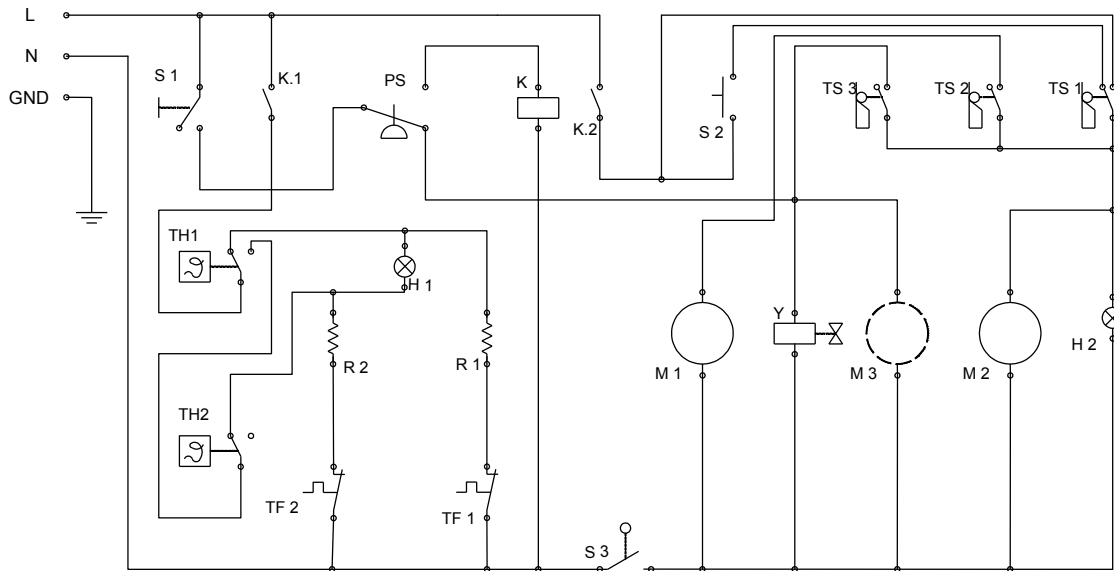 L
N
GND
S 1
K.1
PS
K
K.2
S 2
TS 3
TS 2
TS 1
TH1
H 1
R 2
R 1
M 1
Y
M 3
M 2
H 2
TH2
TF 2
TF 1
S 3